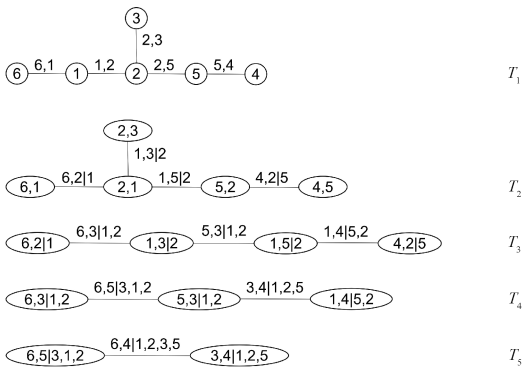 3
2,3
6 6,1 1 1,2 2 2,5 5 5,4 4 T1
2,3
1,3|2
6,1 6,2|1 2,1 1,5|2 5,2 4,2|5 4,5 T2
6,2|1 6,3|1,2 1,3|2 5,3|1,2 1,5|2 1,4|5,2 4,2|5 T3
6,3|1,2 6,5|3,1,2 5,3|1,2 3,4|1,2,5 1,4|5,2 T4
6,5|3,1,2 6,4|1,2,3,5 3,4|1,2,5 T5